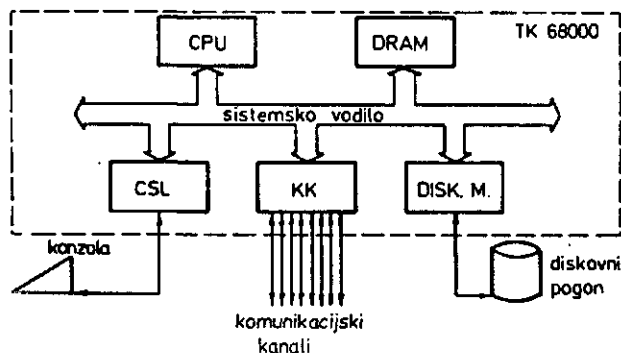 TK 68000
CPU
DRAM
sistemsko vodilo
CSL
KK
DISK. M.
konzola
diskovni
pogon
komunikacijski
kanali